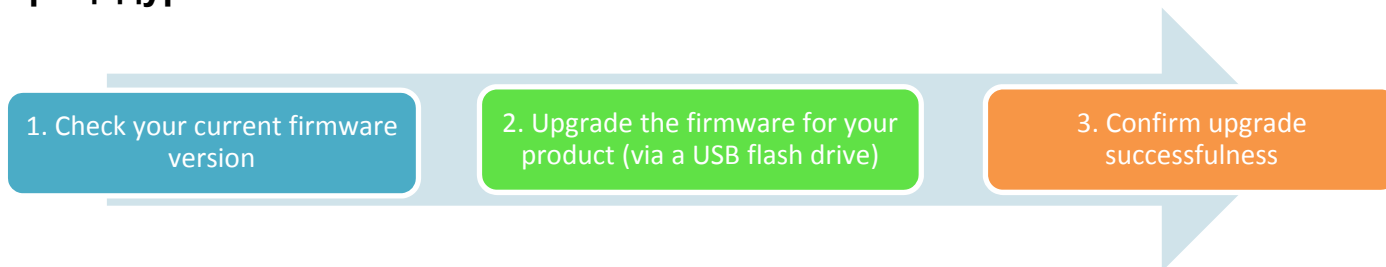 1. Check your current firmware
version
2. Upgrade the firmware for your
product (via a USB flash drive)
3. Confirm upgrade
successfulness